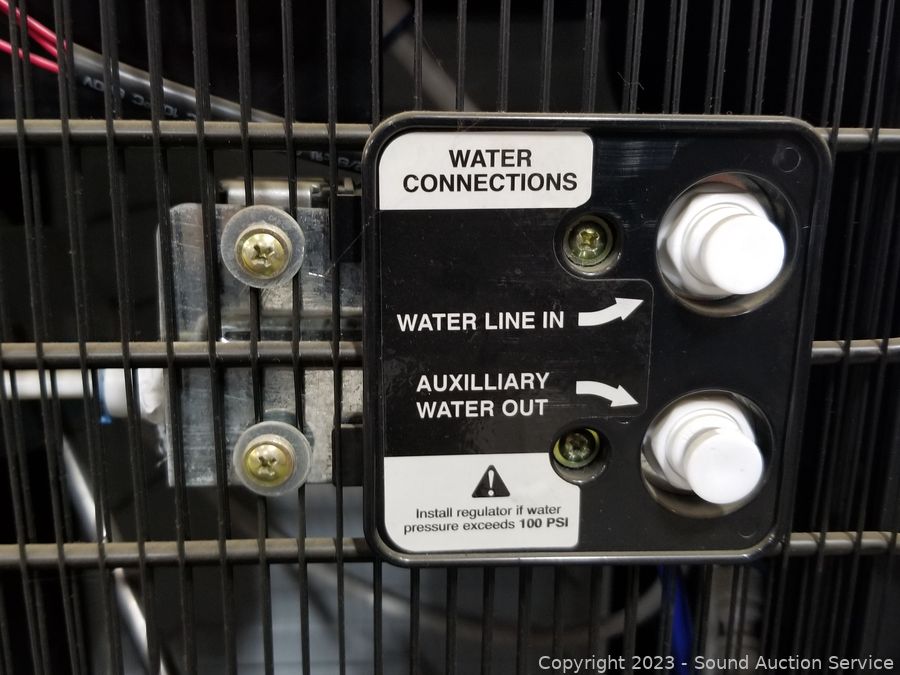 WATER
CONNECTIONS
WATER LINE IN
AUXILLIARY
WATER OUT
Install regulator if water
pressure exceeds 100 PSI
Copyright 2023 - Sound Auction Service